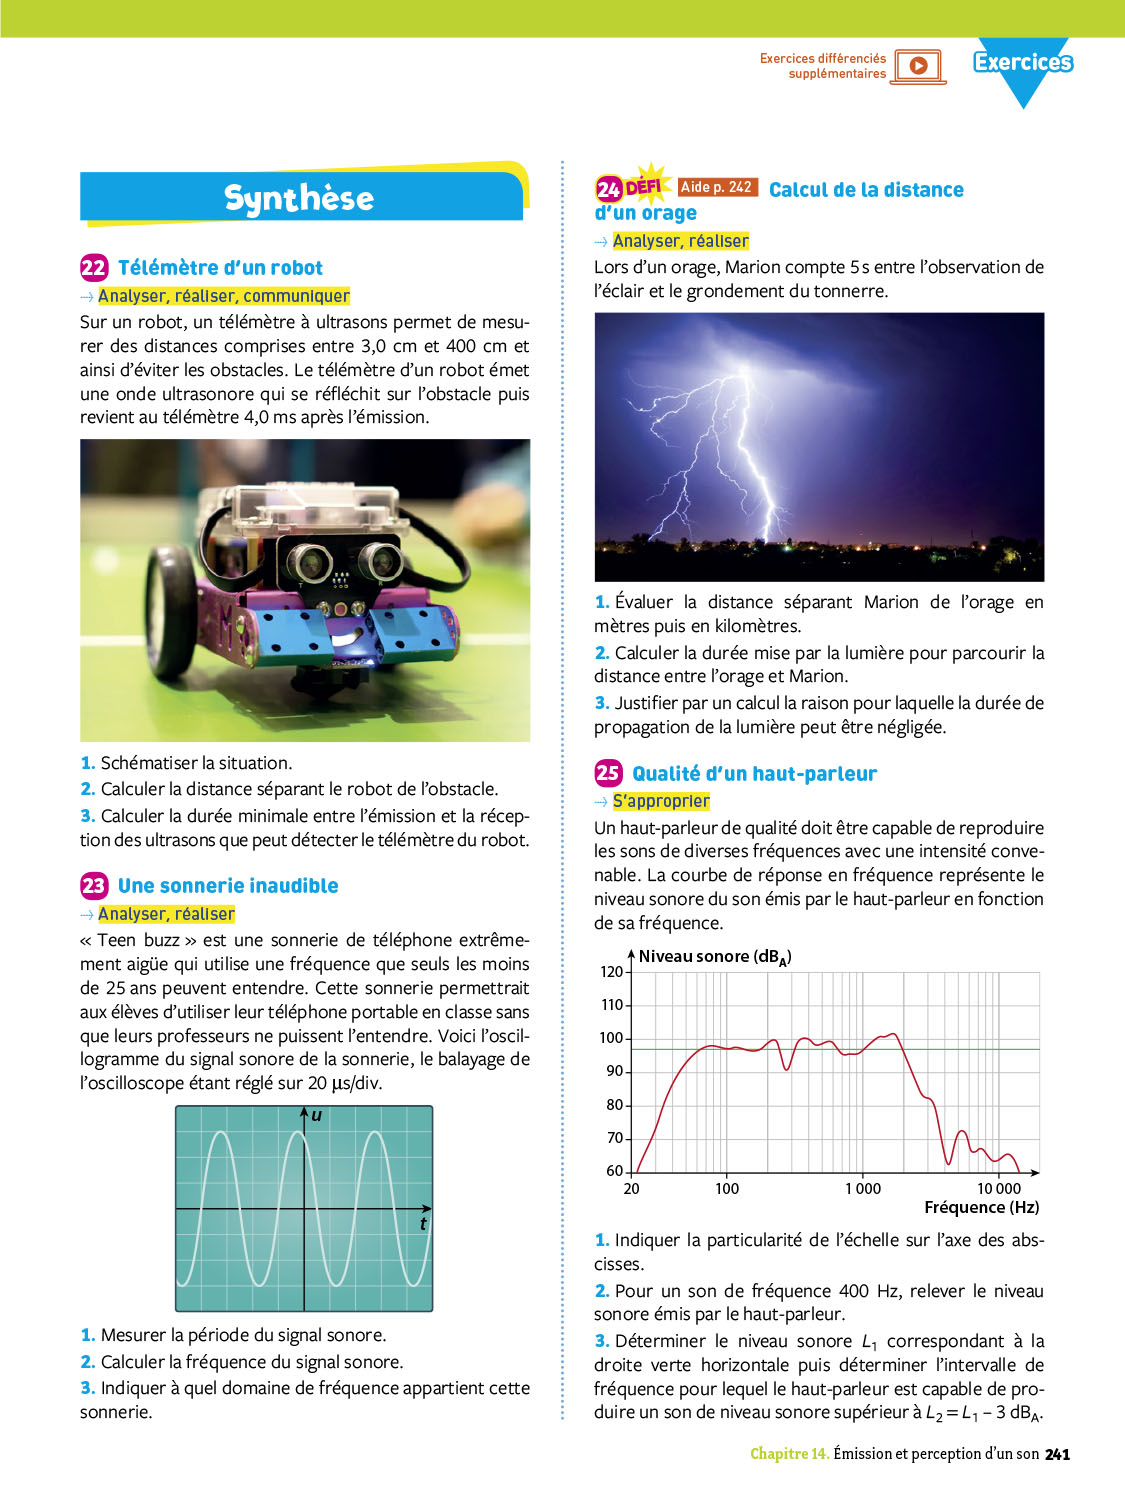 Exercices différenciés
supplémentaires
Exercices
Synthèse
22 Télémètre d'un robot
→ Analyser, réaliser, communiquer
Sur un robot, un télémètre à ultrasons permet de mesu-
rer des distances comprises entre 3,0 cm et 400 cm et
ainsi d'éviter les obstacles. Le télémètre d'un robot émet
une onde ultrasonore qui se réfléchit sur l'obstacle puis
revient au télémètre 4,0 ms après l'émission.
1. Schématiser la situation.
2. Calculer la distance séparant le robot de l'obstacle.
3. Calculer la durée minimale entre l'émission et la récep-
tion des ultrasons que peut détecter le télémètre du robot.
23 Une sonnerie inaudible
→ Analyser, réaliser
« Teen buzz » est une sonnerie de téléphone extrême-
ment aigüe qui utilise une fréquence que seuls les moins
de 25 ans peuvent entendre. Cette sonnerie permettrait
aux élèves d'utiliser leur téléphone portable en classe sans
que leurs professeurs ne puissent l'entendre. Voici l'oscil-
logramme du signal sonore de la sonnerie, le balayage de
l'oscilloscope étant réglé sur 20 µs/div.
u
t
1. Mesurer la période du signal sonore.
2. Calculer la fréquence du signal sonore.
3. Indiquer à quel domaine de fréquence appartient cette
sonnerie.
24 DÉFI Aide p. 242 Calcul de la distance
d'un orage
→ Analyser, réaliser
Lors d'un orage, Marion compte 5 s entre l'observation de
l'éclair et le grondement du tonnerre.
1. Évaluer la distance séparant Marion de l'orage en
mètres puis en kilomètres.
2. Calculer la durée mise par la lumière pour parcourir la
distance entre l'orage et Marion.
3. Justifier par un calcul la raison pour laquelle la durée de
propagation de la lumière peut être négligée.
25 Qualité d'un haut-parleur
→ S'approprier
Un haut-parleur de qualité doit être capable de reproduire
les sons de diverses fréquences avec une intensité conve-
nable. La courbe de réponse en fréquence représente le
niveau sonore du son émis par le haut-parleur en fonction
de sa fréquence.
Niveau sonore (dBA)
120
110
100
90
80
70
60
20 100 1 000 10 000
Fréquence (Hz)
1. Indiquer la particularité de l'échelle sur l'axe des abs-
cisses.
2. Pour un son de fréquence 400 Hz, relever le niveau
sonore émis par le haut-parleur.
3. Déterminer le niveau sonore L1 correspondant à la
droite verte horizontale puis déterminer l'intervalle de
fréquence pour lequel le haut-parleur est capable de pro-
duire un son de niveau sonore supérieur à L2 = L1 – 3 dBA.
Chapitre 14. Émission et perception d'un son 241